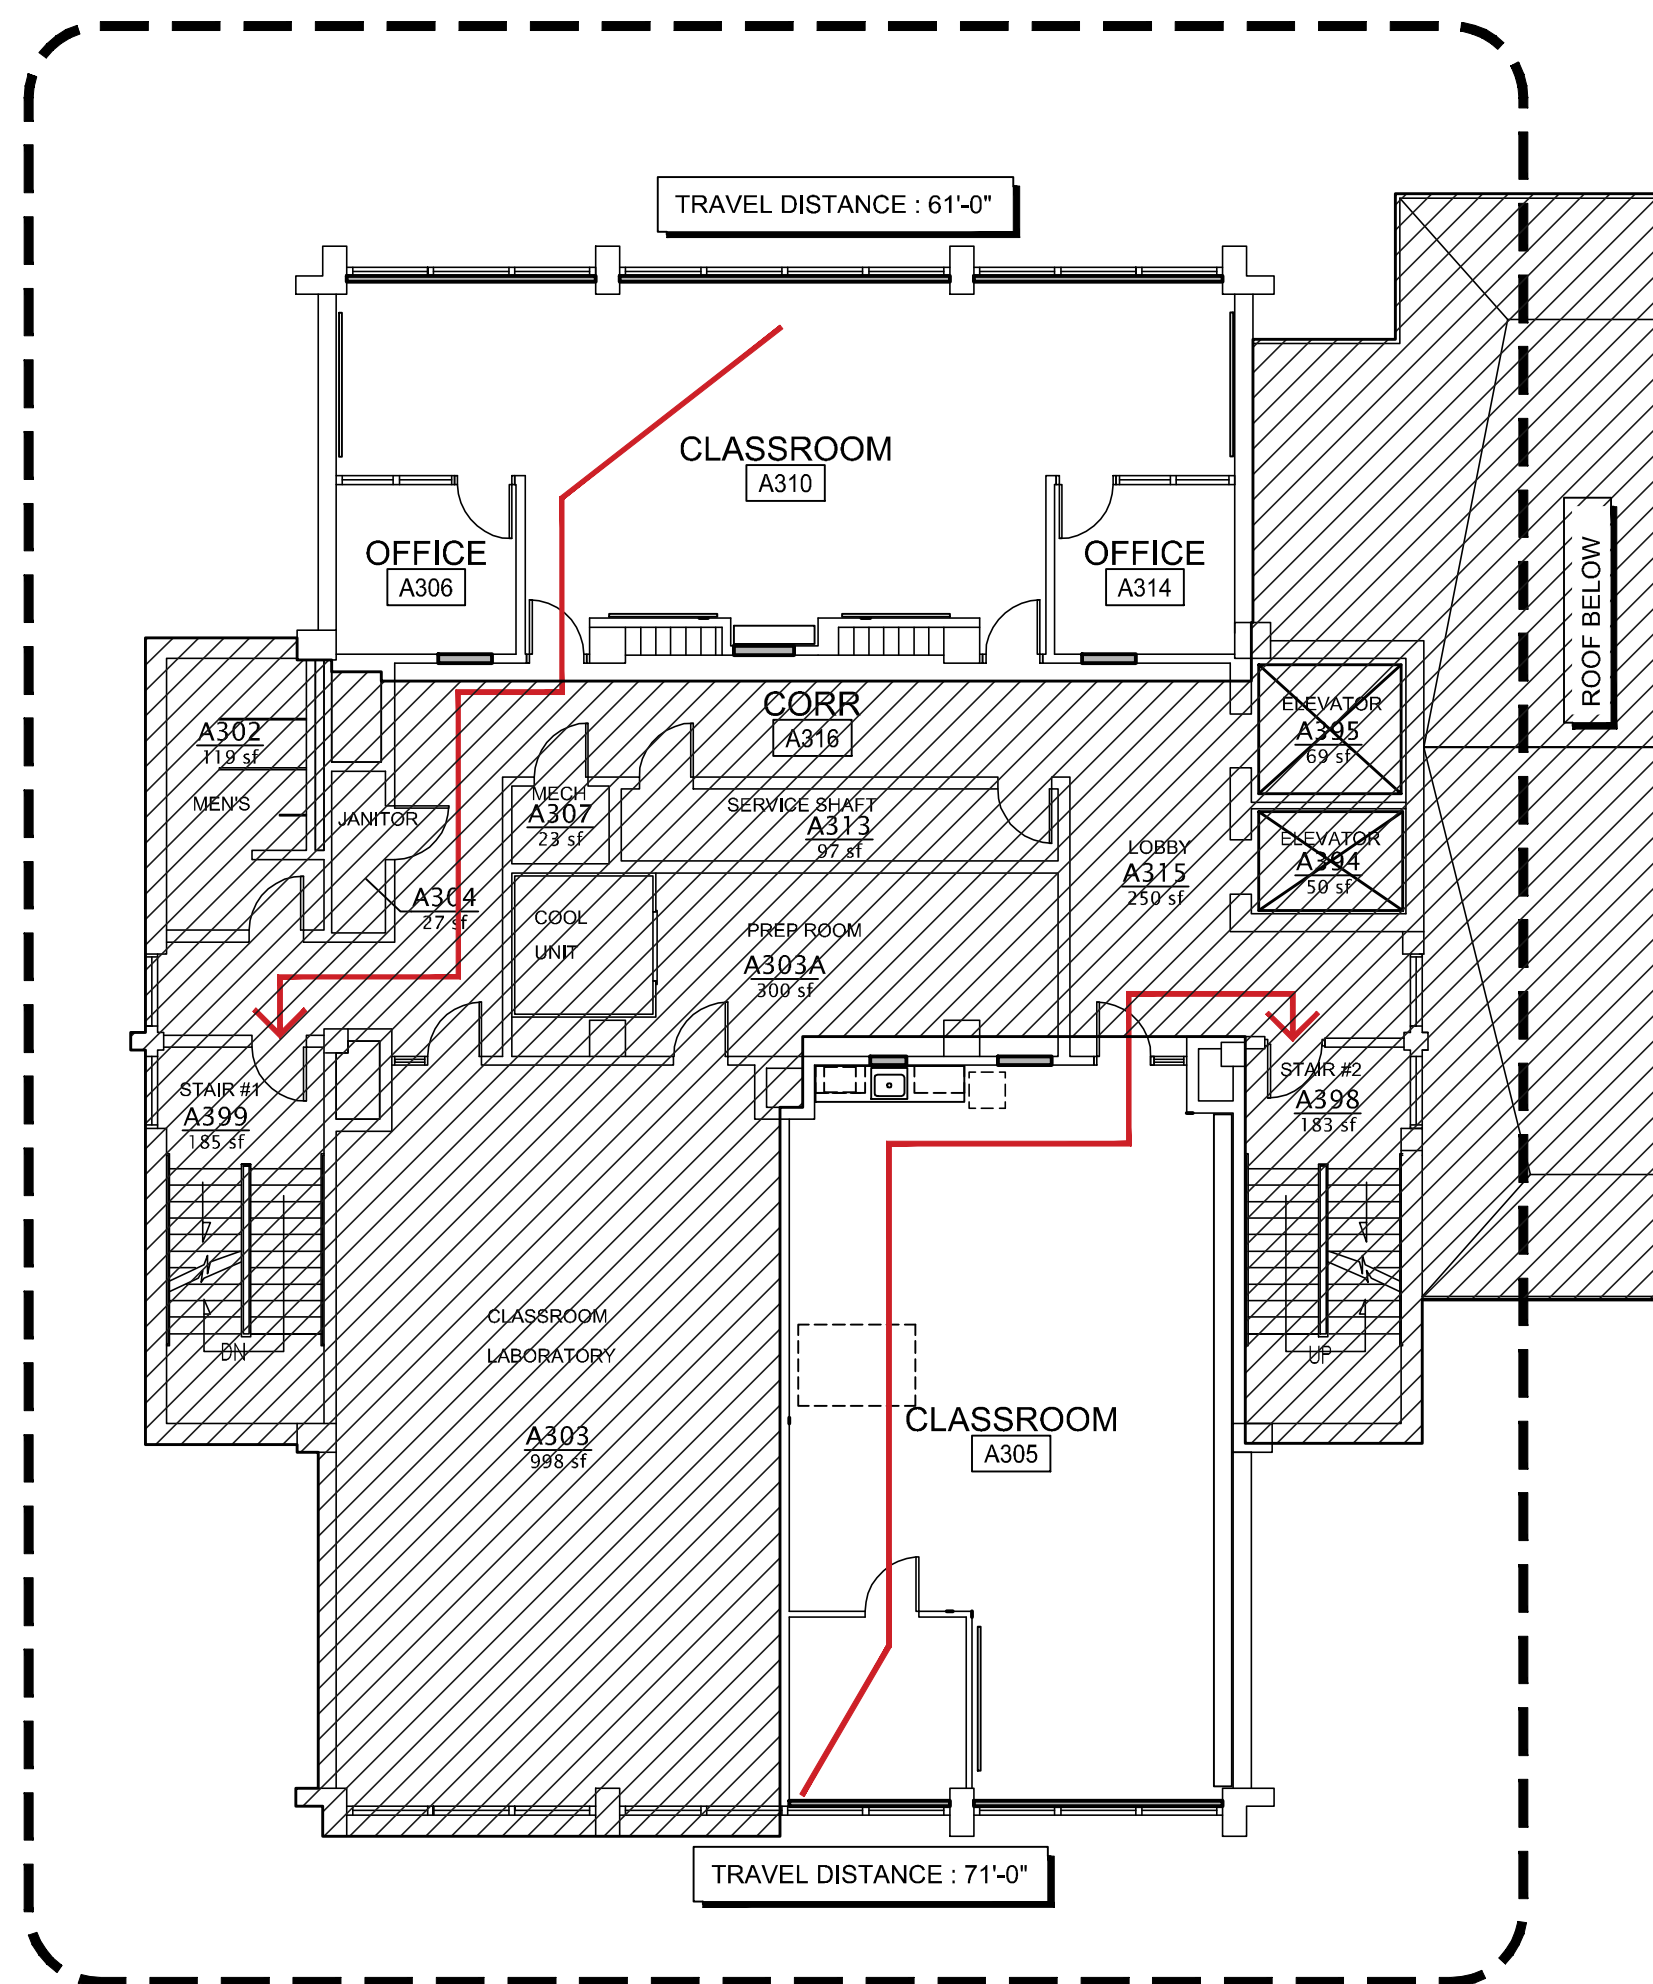 TRAVEL DISTANCE : 61'-0"
CLASSROOM
A310
OFFICE
A306
OFFICE
A314
ROOF BELOW
CORR
A316
A302
119 sf
MEN'S
JANITOR
A304
27 sf
MECH
A307
23 sf
SERVICE SHAFT
A313
97 sf
ELEVATOR
A395
69 sf
LOBBY
A315
250 sf
ELEVATOR
A394
50 sf
COOL
UNIT
PREP ROOM
A303A
300 sf
STAIR #1
A399
185 sf
STAIR #2
A398
183 sf
DN
UP
CLASSROOM
LABORATORY
A303
998 sf
CLASSROOM
A305
TRAVEL DISTANCE : 71'-0"